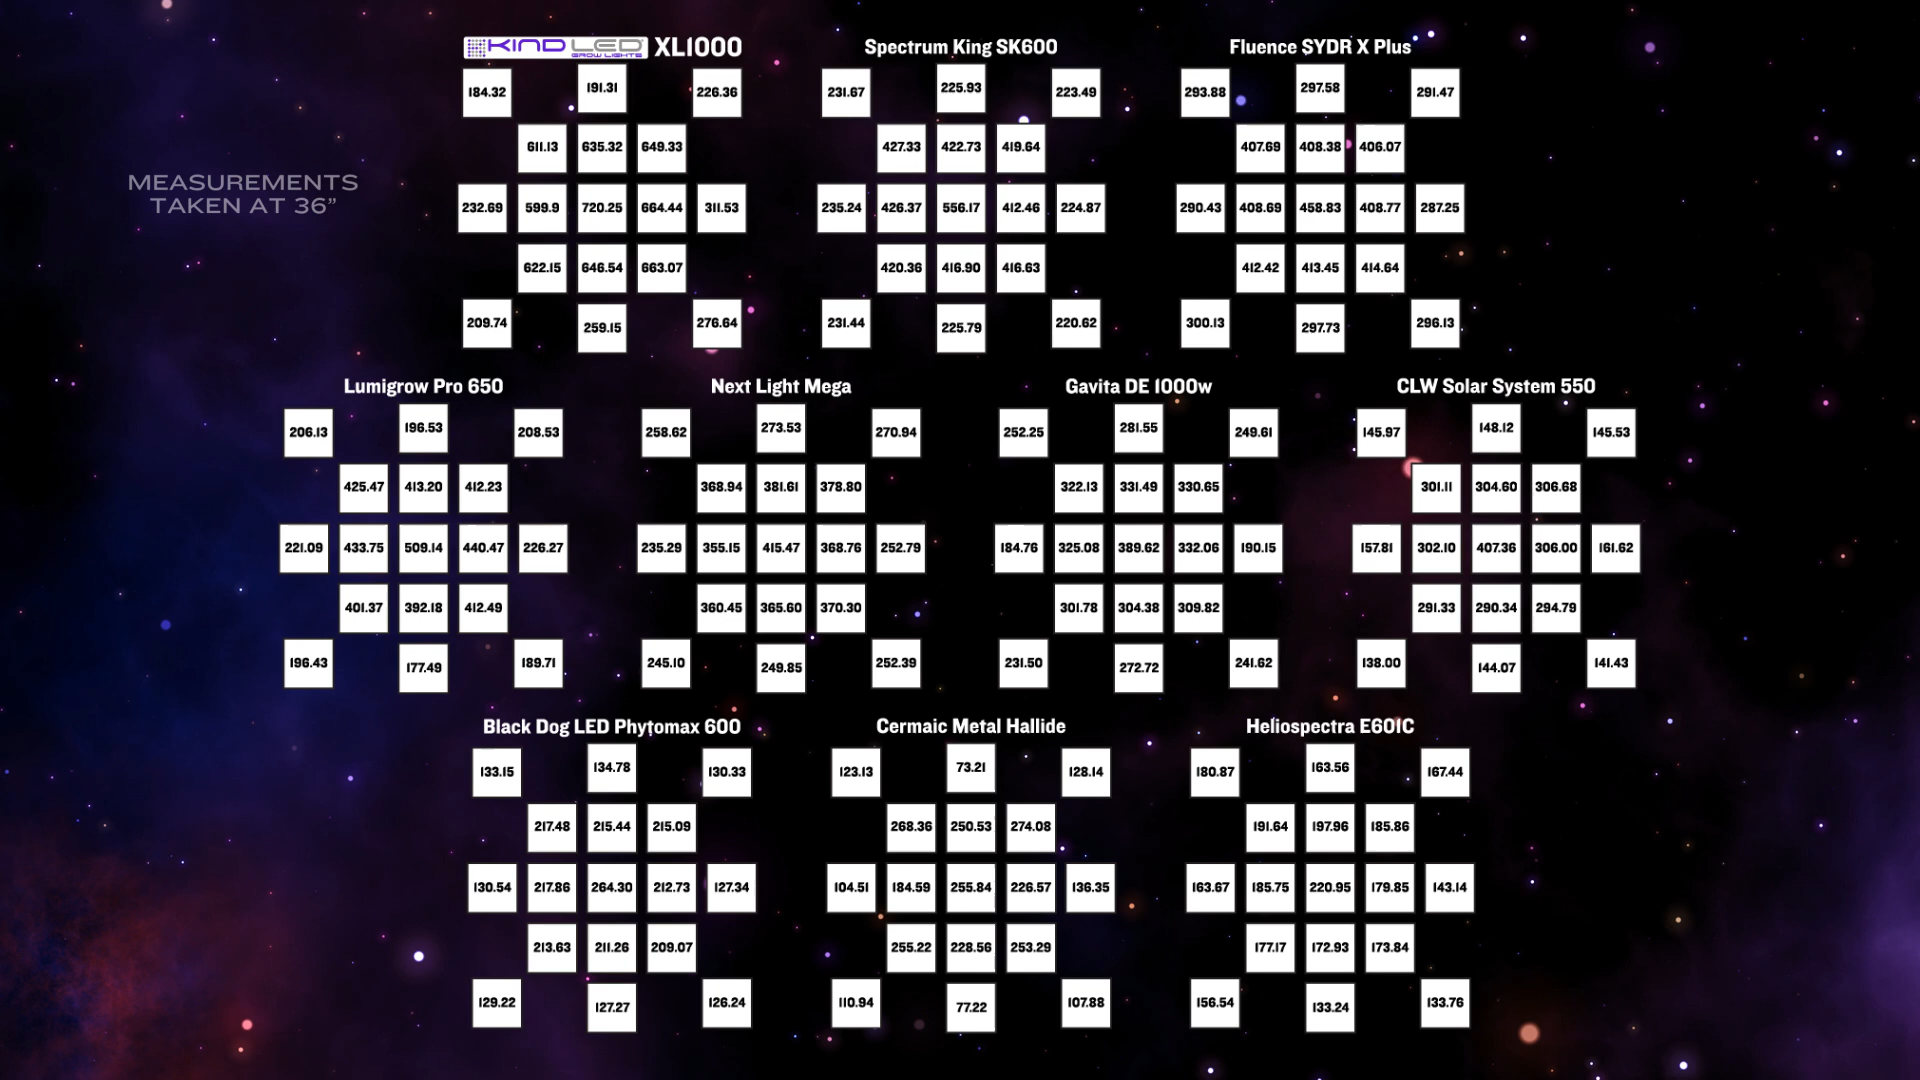 KIND LED GROW LIGHTS XL1000
184.32 191.31 226.36
611.13 635.32 649.33
232.69 599.9 720.25 664.44 311.53
622.15 646.54 663.07
209.74 259.15 276.64
Spectrum King SK600
231.67 225.93 223.49
427.33 422.73 419.64
235.24 426.37 556.17 412.46 224.87
420.36 416.90 416.63
231.44 225.79 220.62
Fluence SYDR X Plus
293.88 297.58 291.47
407.69 408.38 406.07
290.43 408.69 458.83 408.77 287.25
412.42 413.45 414.64
300.13 297.73 296.13
MEASUREMENTS
TAKEN AT 36”
Lumigrow Pro 650
206.13 196.53 208.53
425.47 413.20 412.23
221.09 433.75 509.14 440.47 226.27
401.37 392.18 412.49
196.43 177.49 189.71
Next Light Mega
258.62 273.53 270.94
368.94 381.61 378.80
235.29 355.15 415.47 368.76 252.79
360.45 365.60 370.30
245.10 249.85 252.39
Gavita DE 1000w
252.25 281.55 249.61
322.13 331.49 330.65
184.76 325.08 389.62 332.06 190.15
301.78 304.38 309.82
231.50 272.72 241.62
CLW Solar System 550
145.97 148.12 145.53
301.11 304.60 306.68
157.81 302.10 407.36 306.00 161.62
291.33 290.34 294.79
138.00 144.07 141.43
Black Dog LED Phytomax 600
133.15 134.78 130.33
217.48 215.44 215.09
130.54 217.86 264.30 212.73 127.34
213.63 211.26 209.07
129.22 127.27 126.24
Cermaic Metal Hallide
123.13 73.21 128.14
268.36 250.53 274.08
104.51 184.59 255.84 226.57 136.35
255.22 228.56 253.29
110.94 77.22 107.88
Heliospectra E601C
180.87 163.56 167.44
191.64 197.96 185.86
163.67 185.75 220.95 179.85 143.14
177.17 172.93 173.84
156.54 133.24 133.76